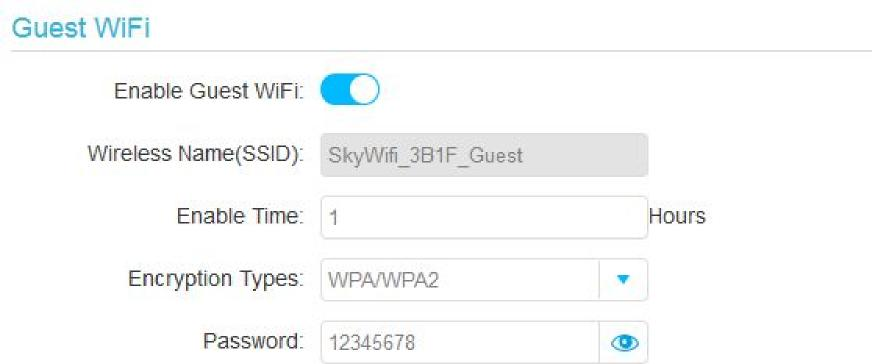 Guest WiFi
Enable Guest WiFi:
Wireless Name(SSID): SkyWifi_3B1F_Guest
Enable Time: 1 Hours
Encryption Types: WPA/WPA2
Password: 12345678